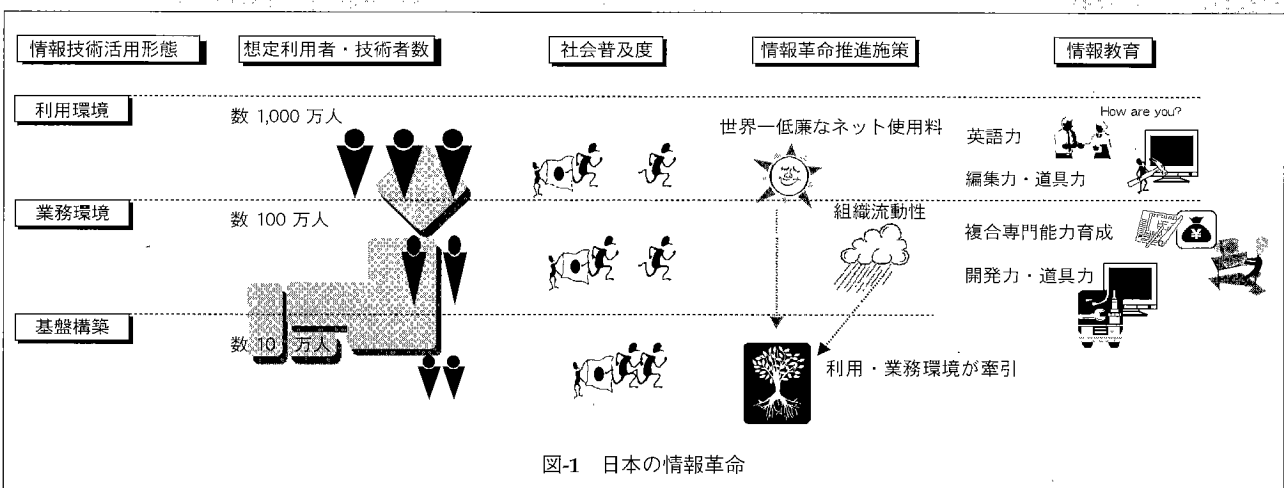 情報技術活用形態 想定利用者・技術者数 社会普及度 情報革命推進施策 情報教育
利用環境
数 1,000 万人
世界一低廉なネット使用料
How are you?
英語力
編集力・道具力
業務環境
数 100 万人
組織流動性
複合専門能力育成
¥
開発力・道具力
基盤構築
数 10 万人
利用・業務環境が牽引
図-1 日本の情報革命